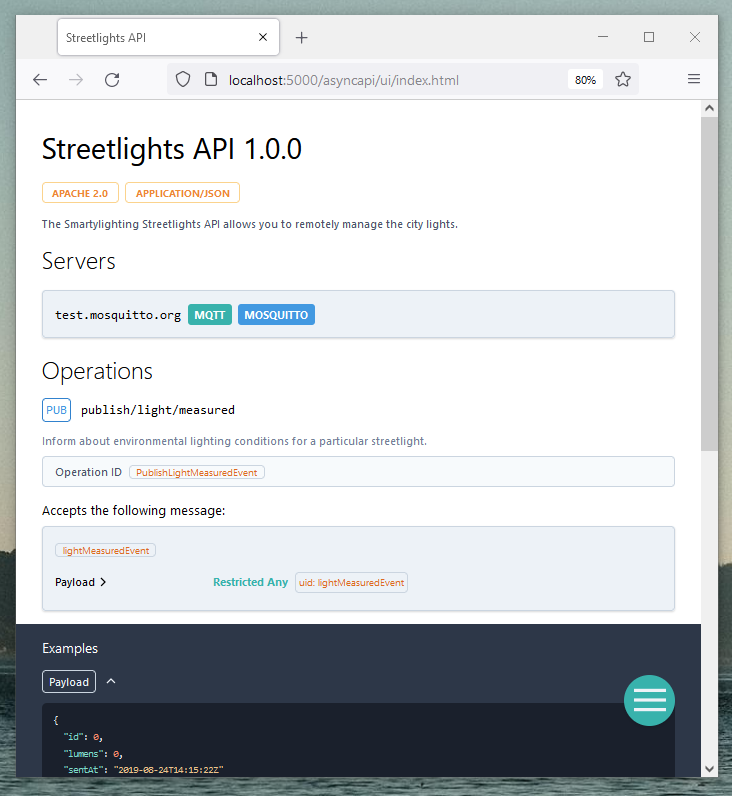 Streetlights API
localhost:5000/asyncapi/ui/index.html
80%
Streetlights API 1.0.0
APACHE 2.0
APPLICATION/JSON
The Smartylighting Streetlights API allows you to remotely manage the city lights.
Servers
test.mosquitto.org MQTT MOSQUITTO
Operations
PUB publish/light/measured
Inform about environmental lighting conditions for a particular streetlight.
Operation ID PublishLightMeasuredEvent
Accepts the following message:
lightMeasuredEvent
Payload Restricted Any uid: lightMeasuredEvent
Examples
Payload
{
"id": 0,
"lumens": 0,
"sentAt": "2019-08-24T14:15:22Z"